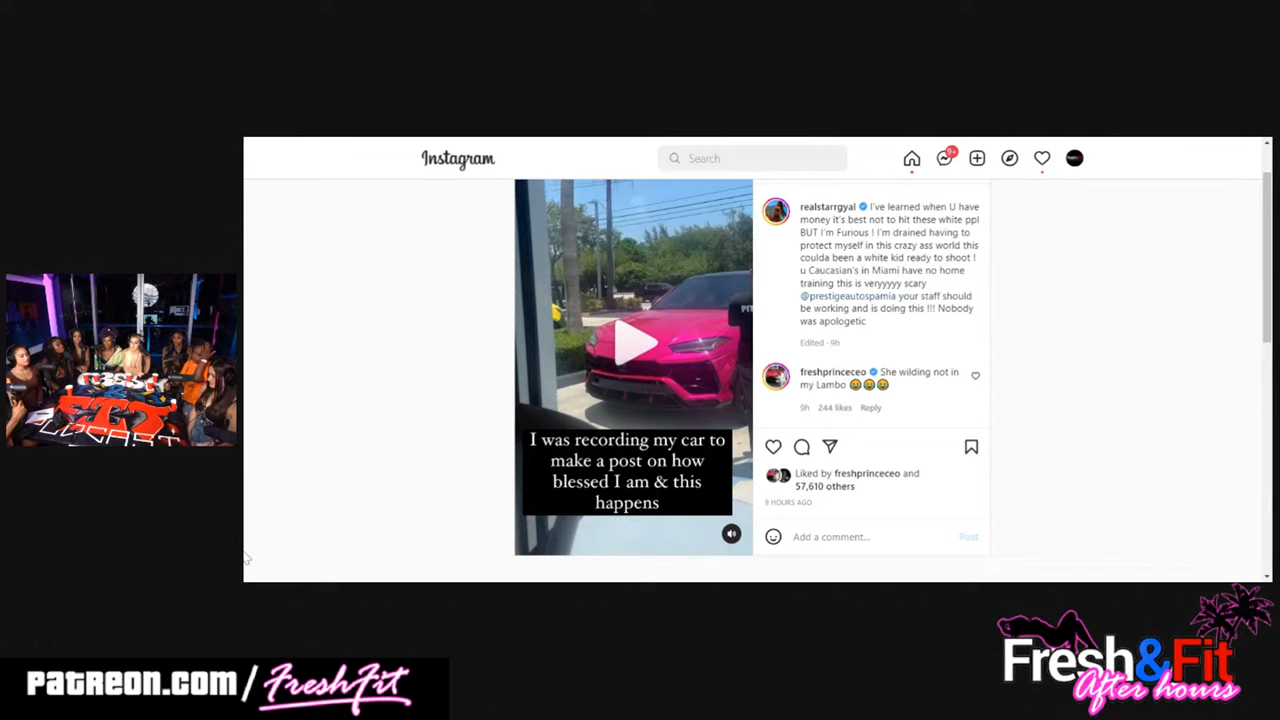 Instagram
Search
9+
realstarrgyal I've learned when U have
money it's best not to hit these white ppl
BUT I'm Furious ! I'm drained having to
protect myself in this crazy ass world this
coulda been a white kid ready to shoot !
u Caucasian's in Miami have no home
training this is veryyyyy scary
@prestigeautospamia your staff should
be working and is doing this !!! Nobody
was apologetic
Edited · 9h
freshprinceceo She wilding not in
my Lambo 😂😂😂
9h 244 likes Reply
I was recording my car to
make a post on how
blessed I am & this
happens
Liked by freshprinceceo and
57,610 others
9 HOURS AGO
Add a comment...
Post
FIT
patreon.com/FreshFit
Fresh&Fit
After hours